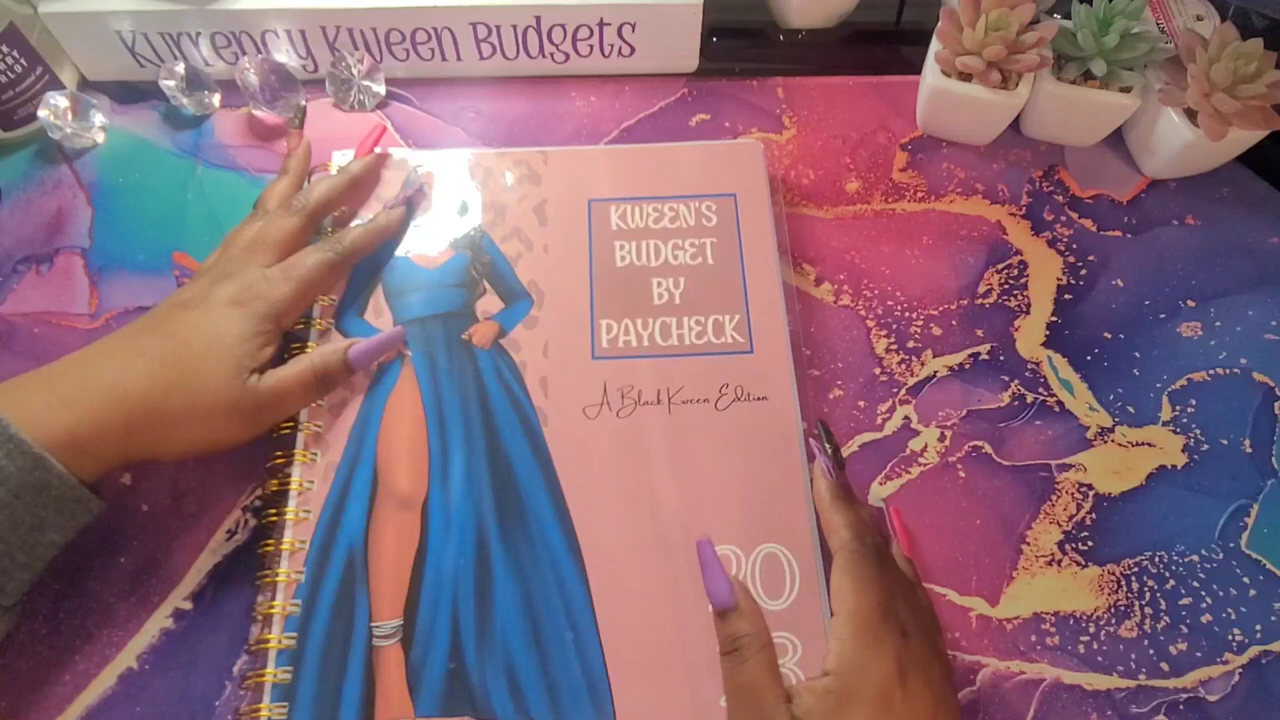 Kurrency Kween Budgets
KWEEN'S
BUDGET
BY
PAYCHECK
A Black Kween Edition